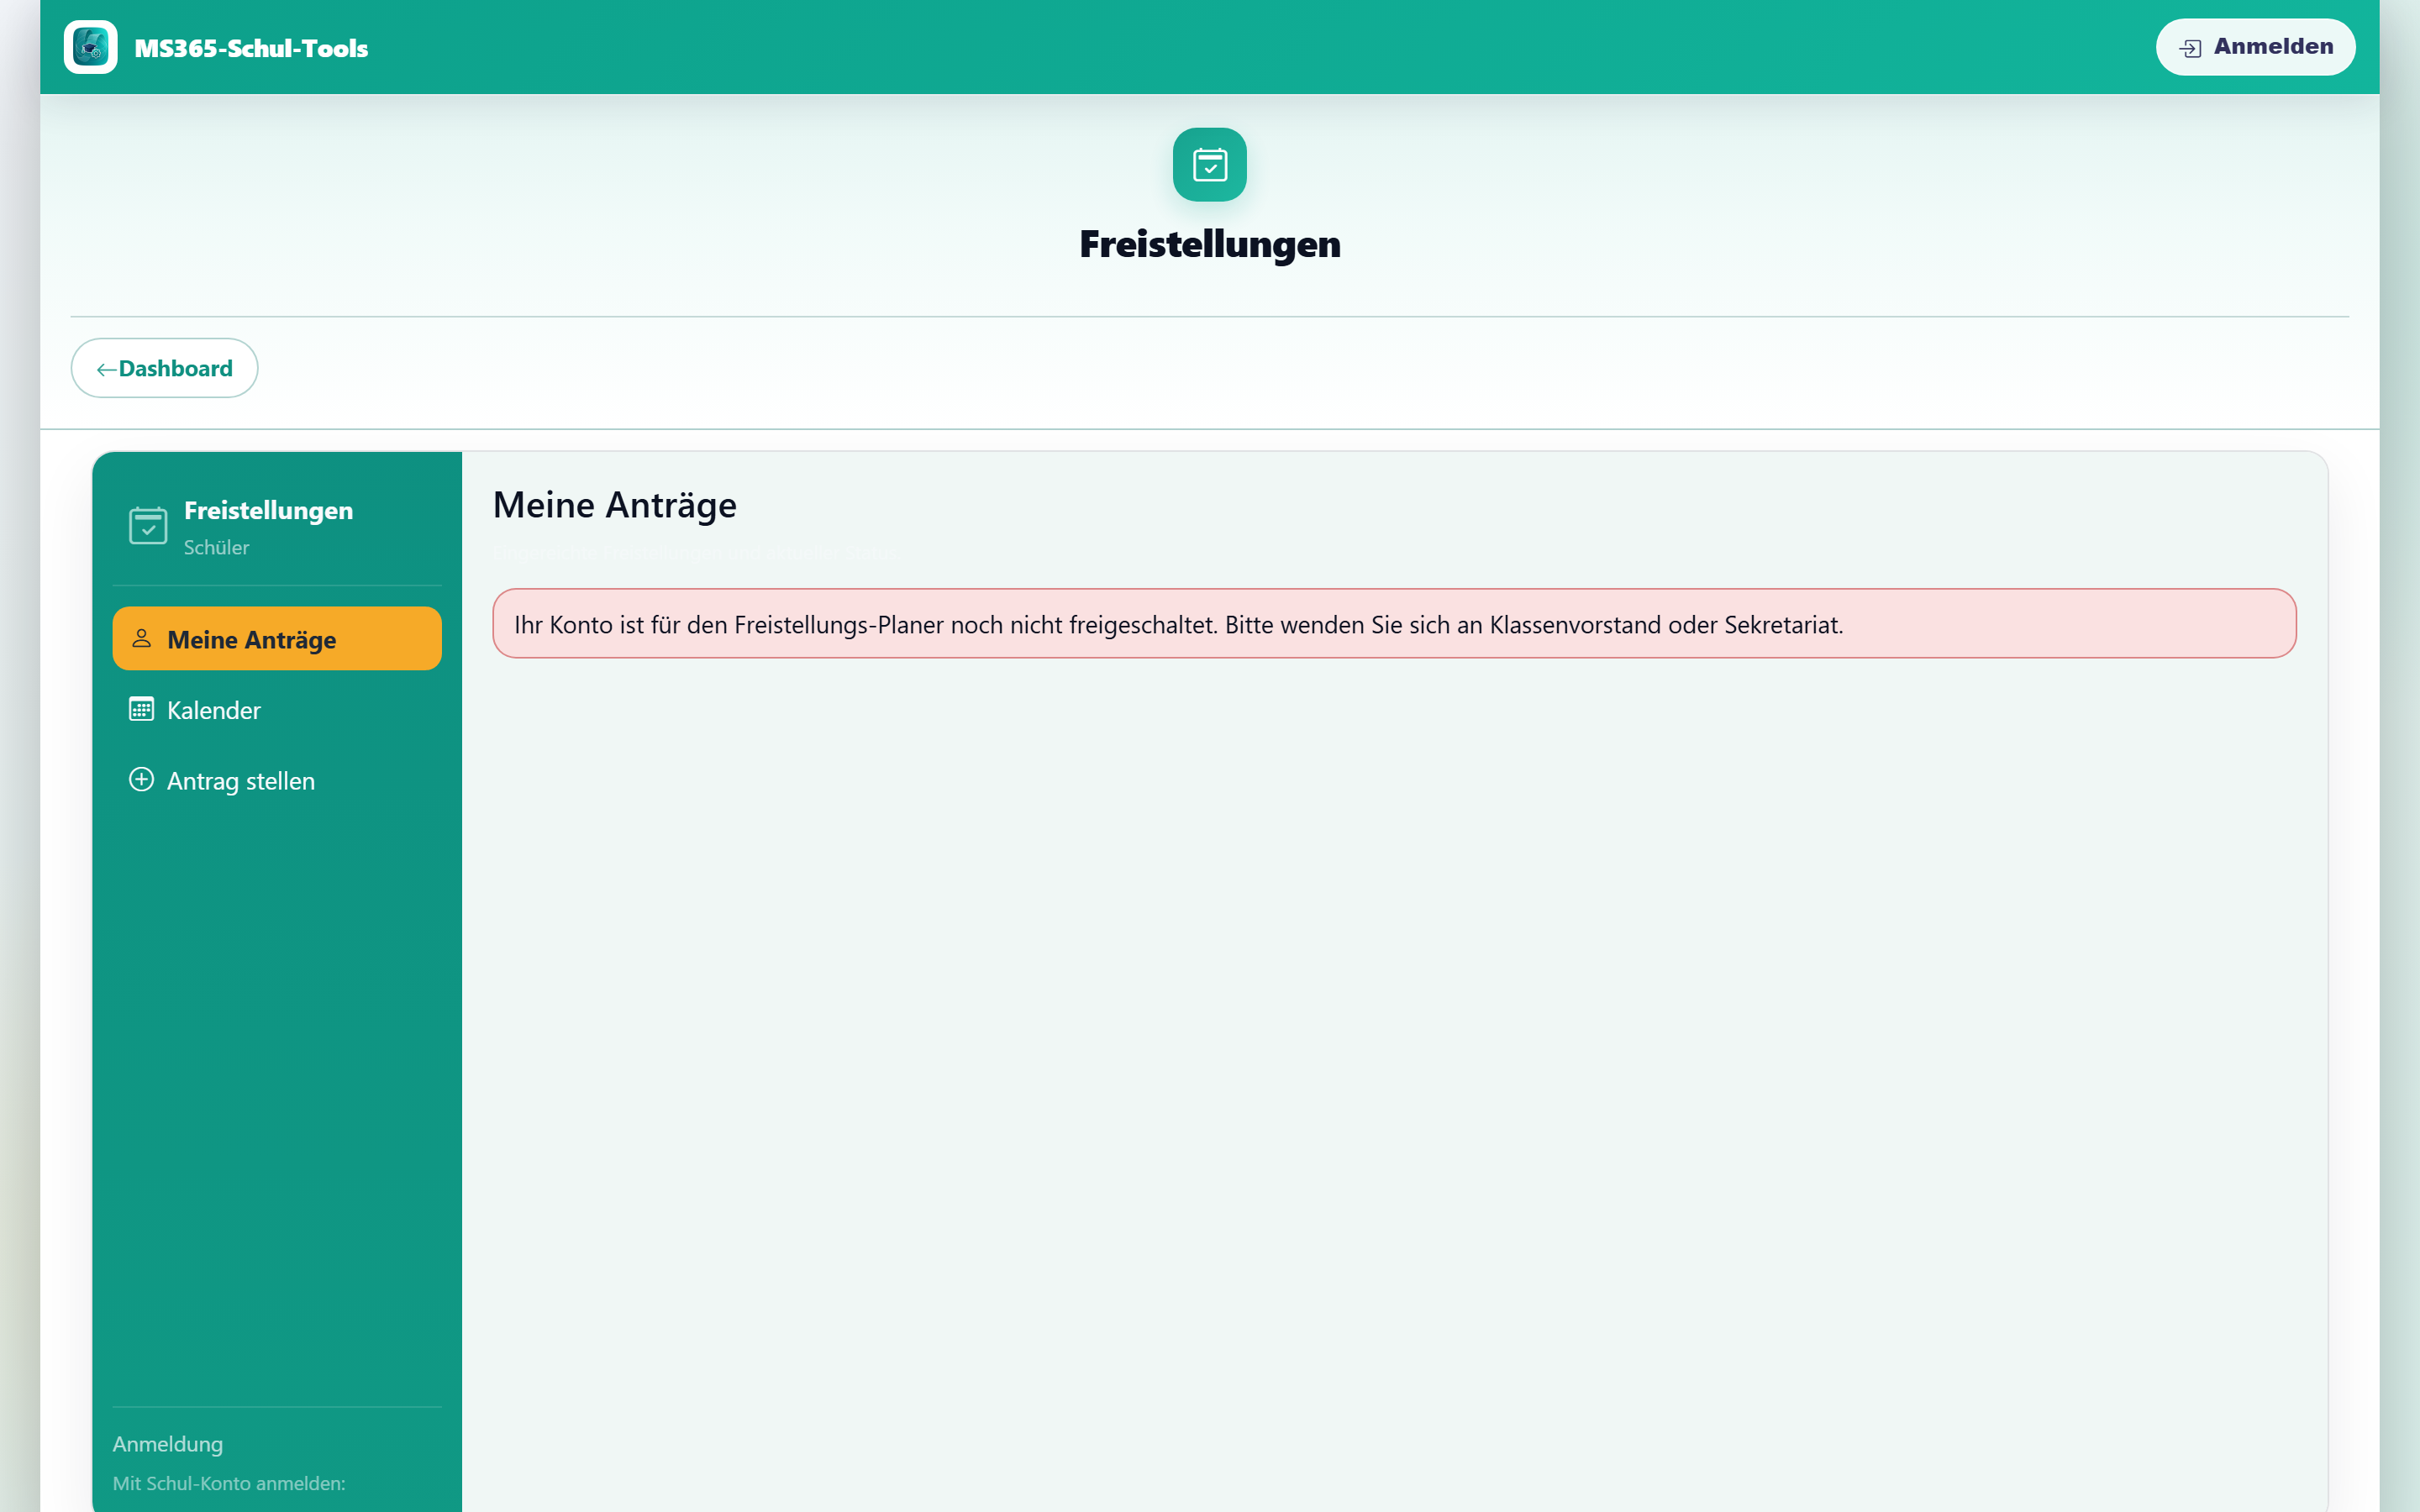 MS365-Schul-Tools
Anmelden
Freistellungen
←Dashboard
Freistellungen
Schüler
Meine Anträge
Kalender
Antrag stellen
Anmeldung
Mit Schul-Konto anmelden:
Meine Anträge
Ihr Konto ist für den Freistellungs-Planer noch nicht freigeschaltet. Bitte wenden Sie sich an Klassenvorstand oder Sekretariat.